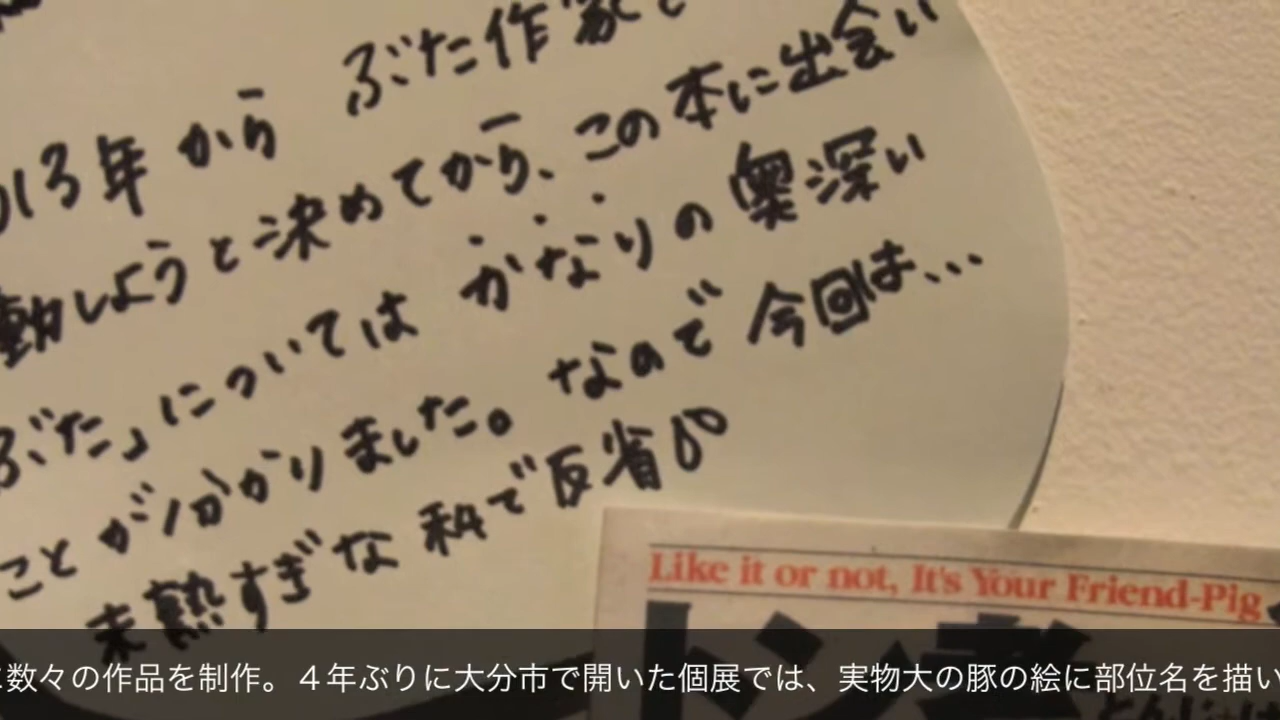 ぶた作家と
013年から
動しようと決めてから、この本に出会い
ぶた」についてはかなりの奥深い
ことが分かりました。なので今回は…
未熟すぎな私で反省
Like it or not, It's Your Friend-Pig
トン考
数々の作品を制作。４年ぶりに大分市で開いた個展では、実物大の豚の絵に部位名を描い